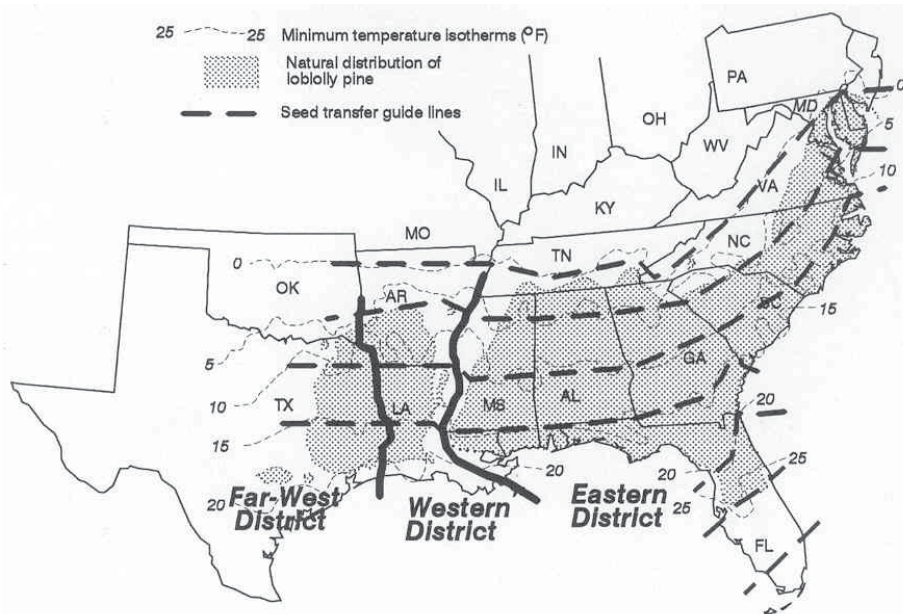 25 25 Minimum temperature isotherms (°F)
Natural distribution of
loblolly pine
Seed transfer guide lines
PA
0
MD
OH
5
IN
WV
10
IL
VA
KY
MO
NC
TN
0
OK
AR
SC
15
5
GA
10
TX
LA
MS
AL
20
15
20
25
20
20
25
Far-West
District
Western
District
Eastern
District
FL